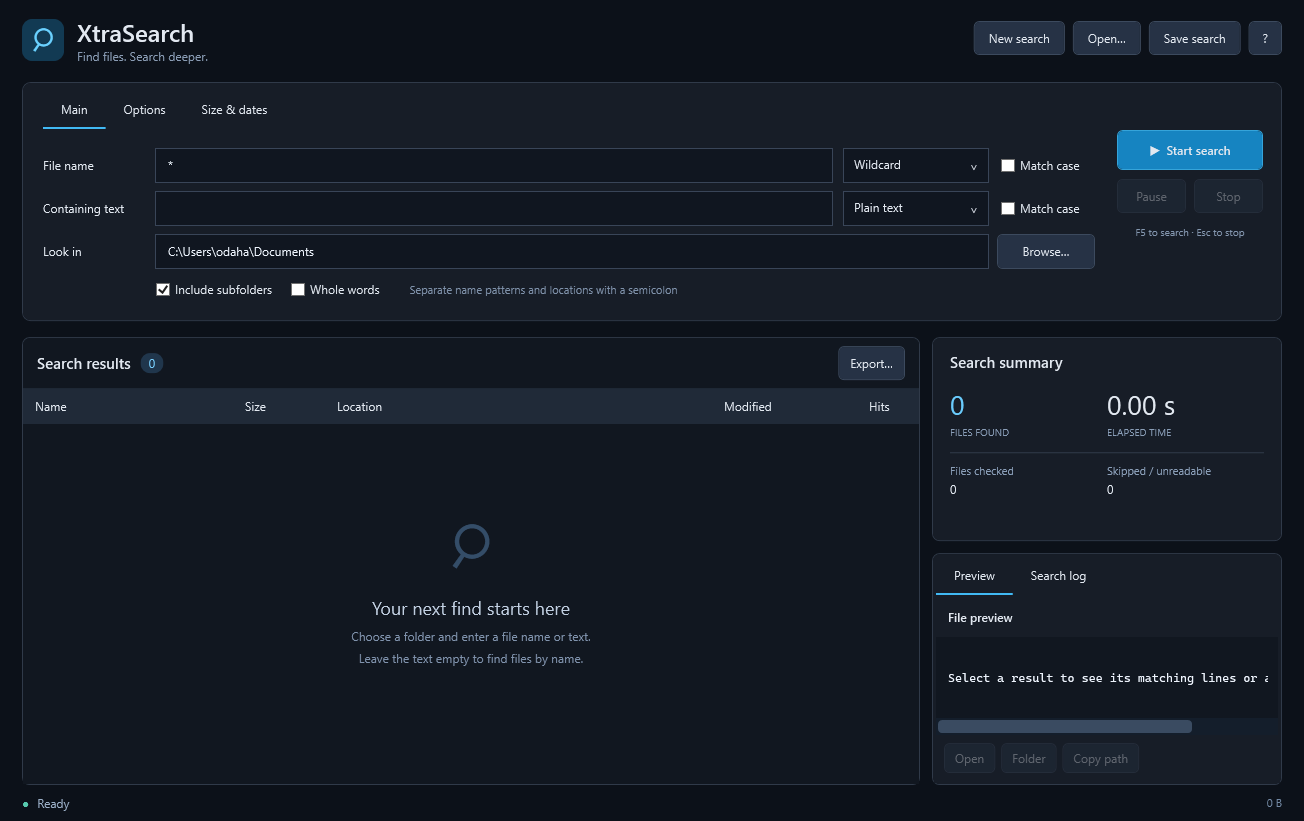 XtraSearch
Find files. Search deeper.
New search
Open...
Save search
?
Main
Options
Size & dates
File name
*
Wildcard
Match case
Start search
Containing text
Plain text
Match case
Pause
Stop
F5 to search · Esc to stop
Look in
C:\Users\odaha\Documents
Browse...
Include subfolders
Whole words
Separate name patterns and locations with a semicolon
Search results
0
Export...
Name
Size
Location
Modified
Hits
Your next find starts here
Choose a folder and enter a file name or text.
Leave the text empty to find files by name.
Search summary
0
0.00 s
FILES FOUND
ELAPSED TIME
Files checked
Skipped / unreadable
0
0
Preview
Search log
File preview
Select a result to see its matching lines or
Open
Folder
Copy path
Ready
0 B